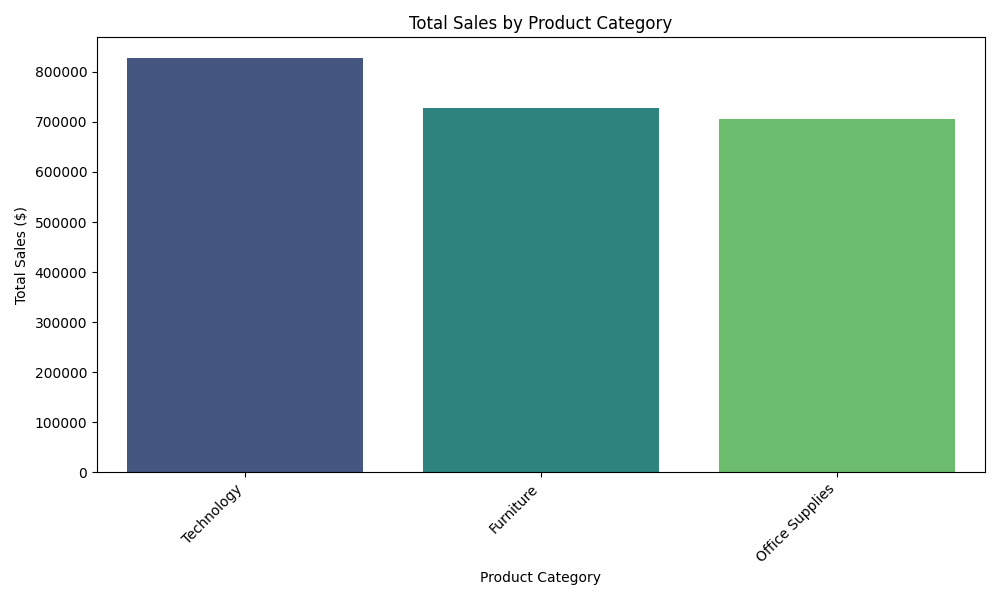 Total Sales by Product Category
Total Sales ($)
800000
700000
600000
500000
400000
300000
200000
100000
0
Technology
Furniture
Office Supplies
Product Category